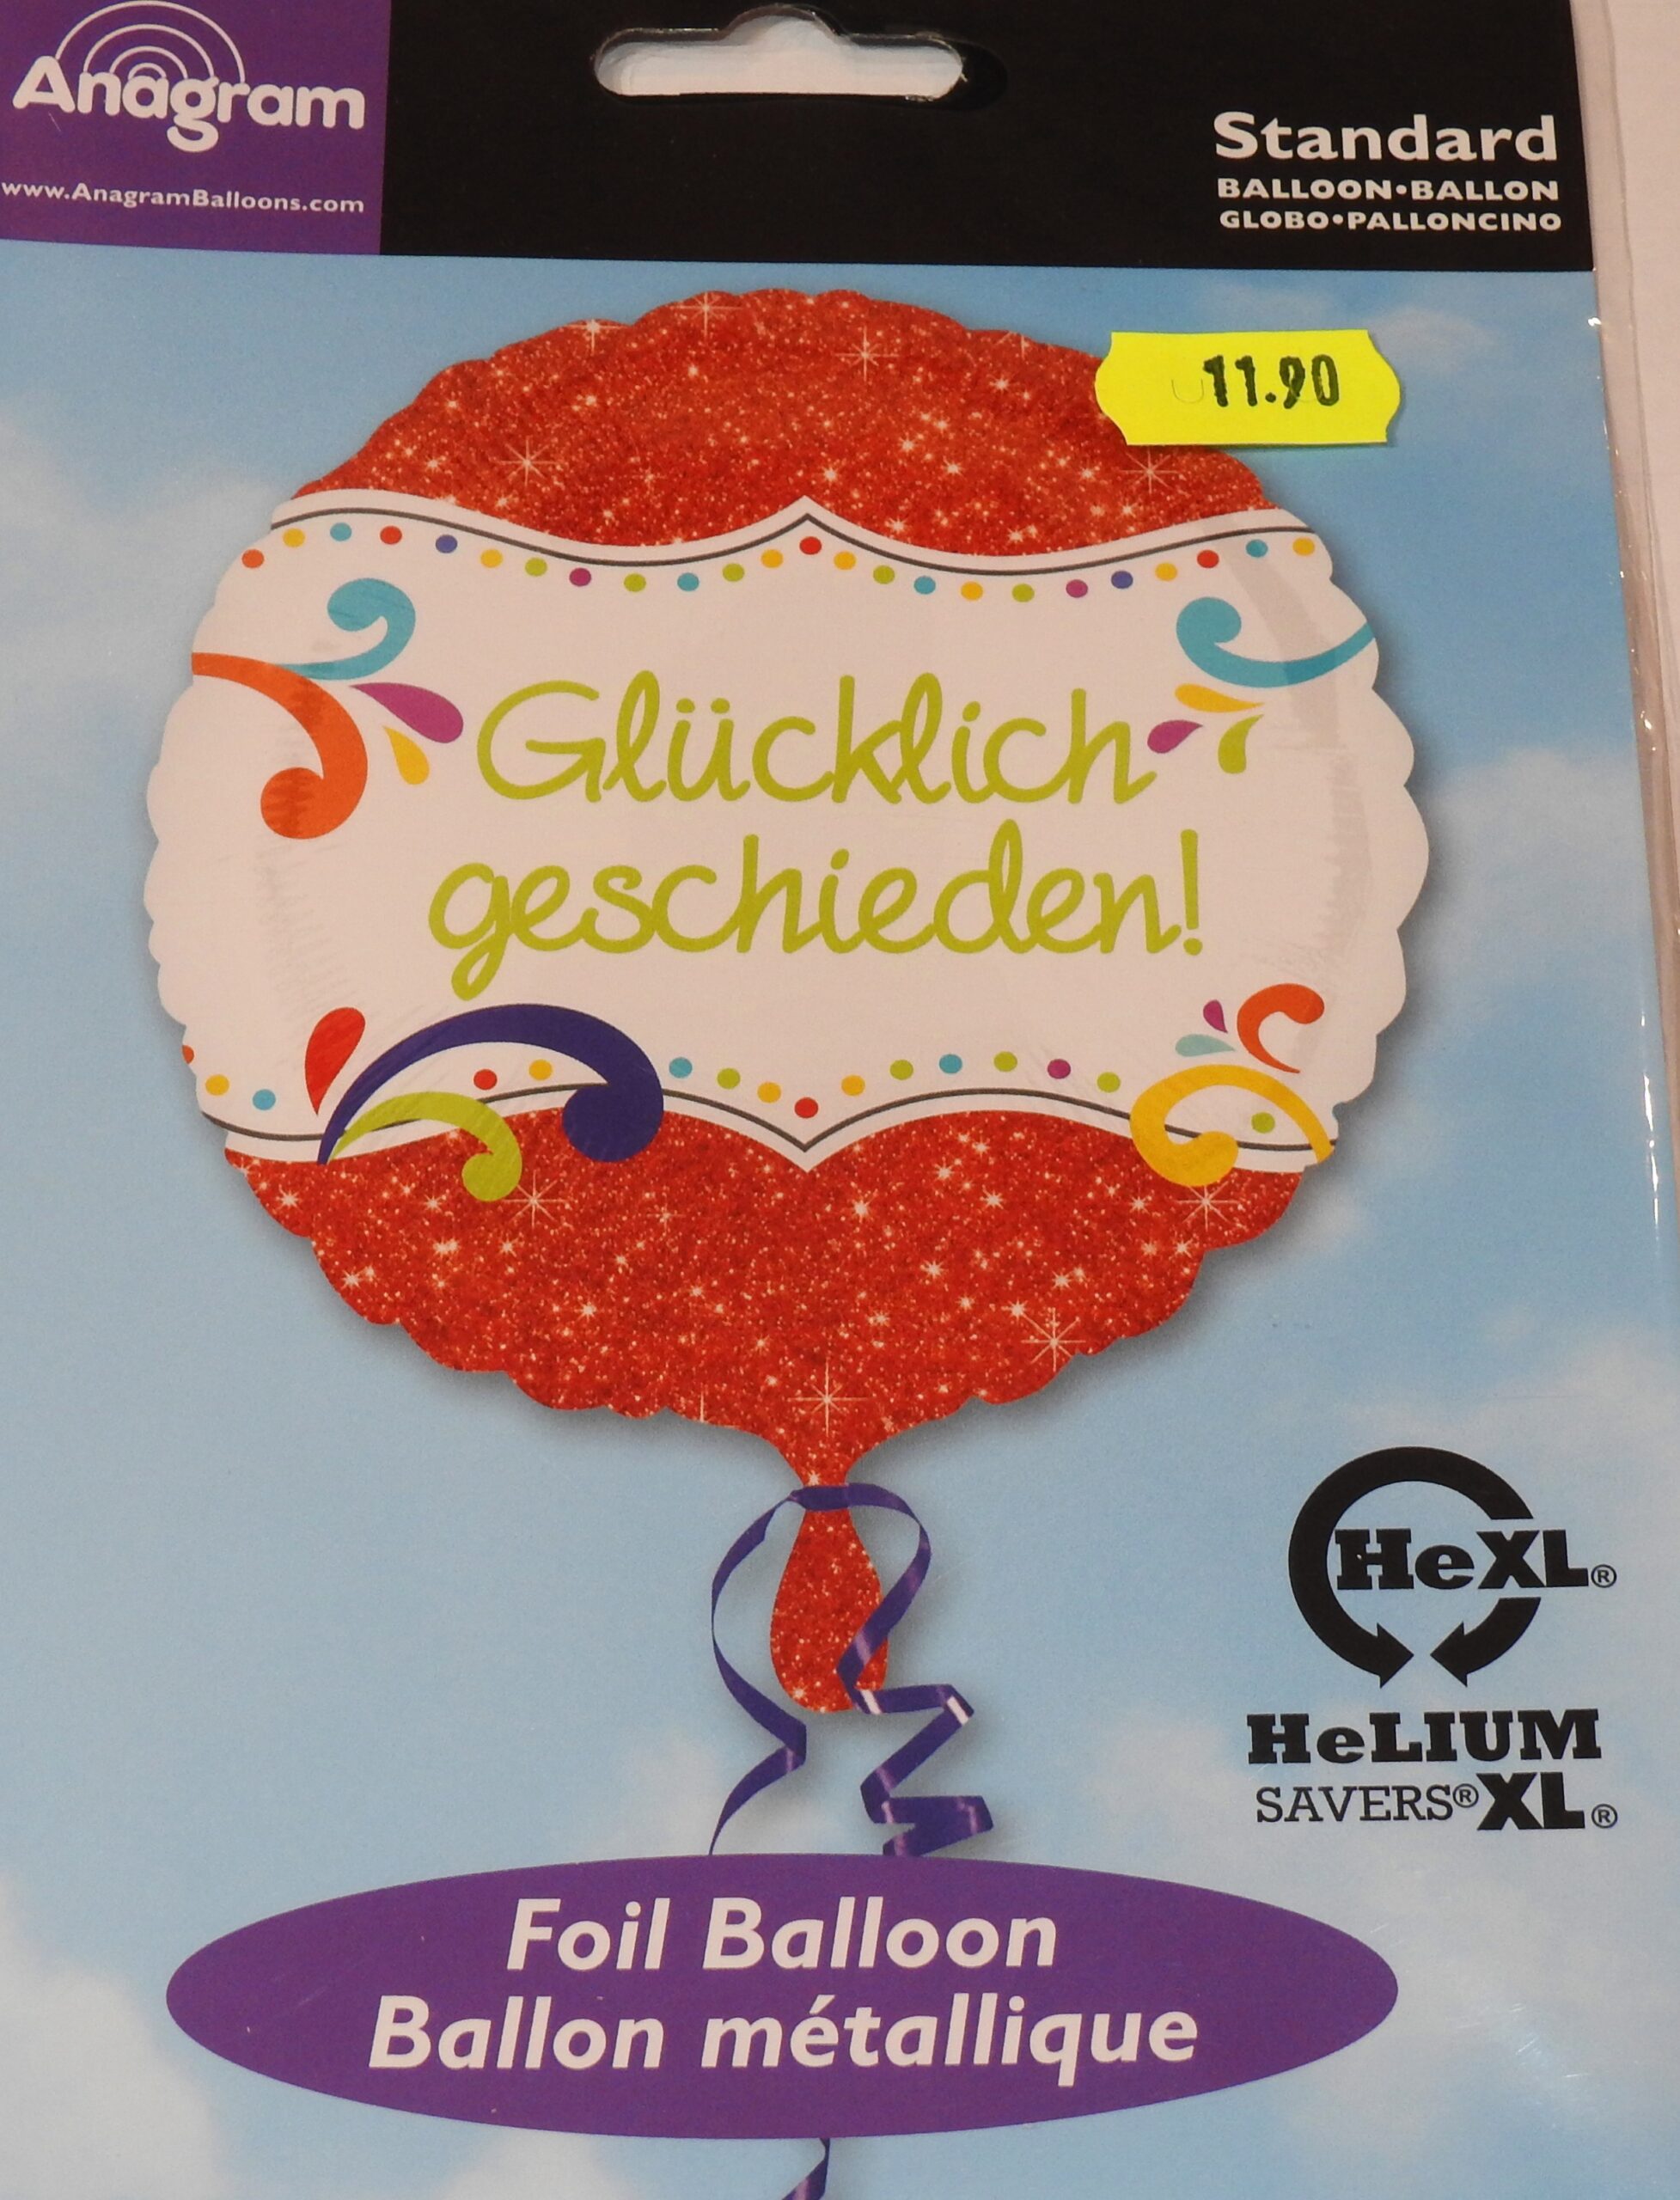 Anagram
www.AnagramBalloons.com
Standard
BALLOON•BALLON
GLOBO•PALLONCINO
11.90
Glücklich
geschieden!
HeXL®
HeLIUM
SAVERS® XL®
Foil Balloon
Ballon métallique